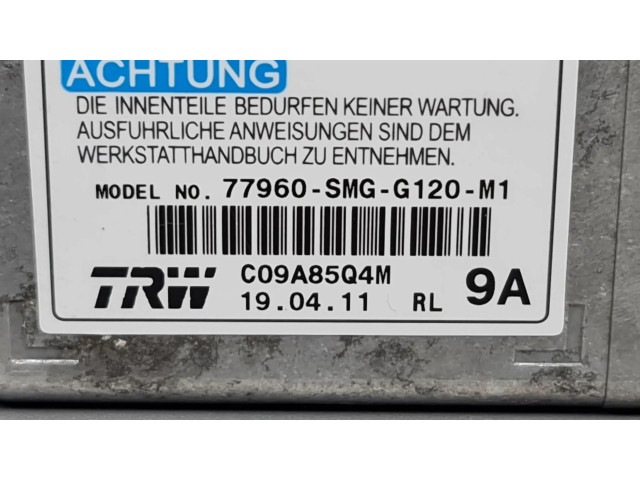 ACHTUNG
DIE INNENTEILE BEDURFEN KEINER WARTUNG.
AUSFUHRLICHE ANWEISUNGEN SIND DEM
WERKSTATTHANDBUCH ZU ENTNEHMEN.
MODEL NO. 77960-SMG-G120-M1
TRW C09A85Q4M
19.04.11 RL 9A